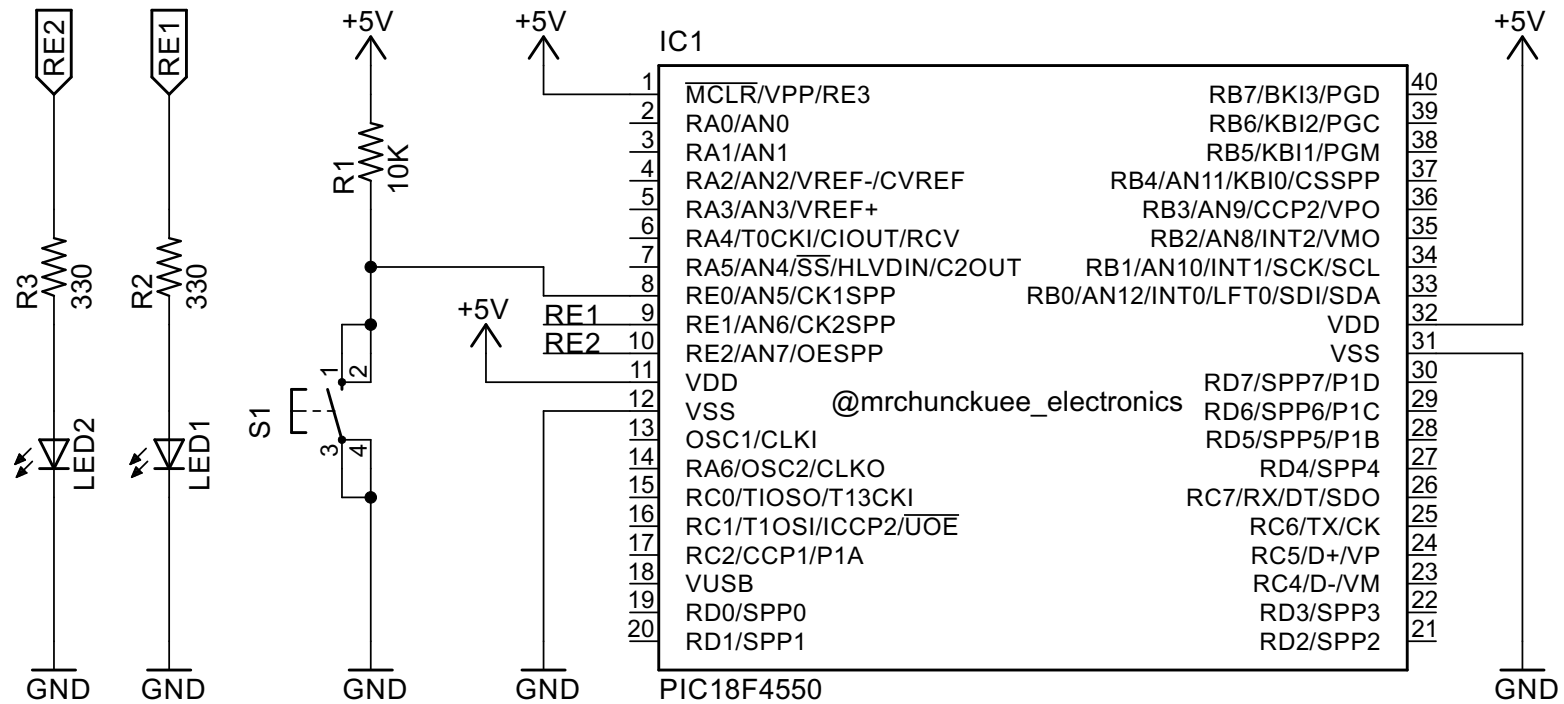 RE2
RE1
+5V
+5V
+5V
IC1
1
MCLR/VPP/RE3
RB7/BKI3/PGD
40
2
RA0/AN0
RB6/KBI2/PGC
39
3
RA1/AN1
RB5/KBI1/PGM
38
4
RA2/AN2/VREF-/CVREF
RB4/AN11/KBI0/CSSPP
37
5
RA3/AN3/VREF+
RB3/AN9/CCP2/VPO
36
6
RA4/T0CKI/CIOUT/RCV
RB2/AN8/INT2/VMO
35
7
RA5/AN4/SS/HLVDIN/C2OUT
RB1/AN10/INT1/SCK/SCL
34
8
RE0/AN5/CK1SPP
RB0/AN12/INT0/LFT0/SDI/SDA
33
RE1
9
RE1/AN6/CK2SPP
VDD
32
RE2
10
RE2/AN7/OESPP
VSS
31
+5V
11
VDD
RD7/SPP7/P1D
30
12
VSS
@mrchunckuee_electronics
RD6/SPP6/P1C
29
13
OSC1/CLKI
RD5/SPP5/P1B
28
14
RA6/OSC2/CLKO
RD4/SPP4
27
15
RC0/TIOSO/T13CKI
RC7/RX/DT/SDO
26
16
RC1/T1OSI/ICCP2/UOE
RC6/TX/CK
25
17
RC2/CCP1/P1A
RC5/D+/VP
24
18
VUSB
RC4/D-/VM
23
19
RD0/SPP0
RD3/SPP3
22
20
RD1/SPP1
RD2/SPP2
21
R3
330
R2
330
R1
10K
S1
1
2
3
4
LED2
LED1
GND
GND
GND
GND
PIC18F4550
GND